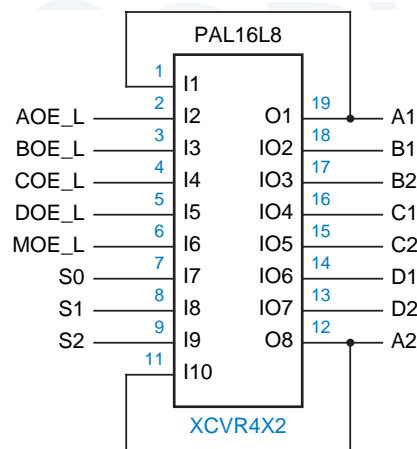 PAL16L8
1 I1
AOE_L 2 I2 O1 19 A1
BOE_L 3 I3 IO2 18 B1
COE_L 4 I4 IO3 17 B2
DOE_L 5 I5 IO4 16 C1
MOE_L 6 I6 IO5 15 C2
S0 7 I7 IO6 14 D1
S1 8 I8 IO7 13 D2
S2 9 I9 O8 12 A2
11 I10
XCVR4X2